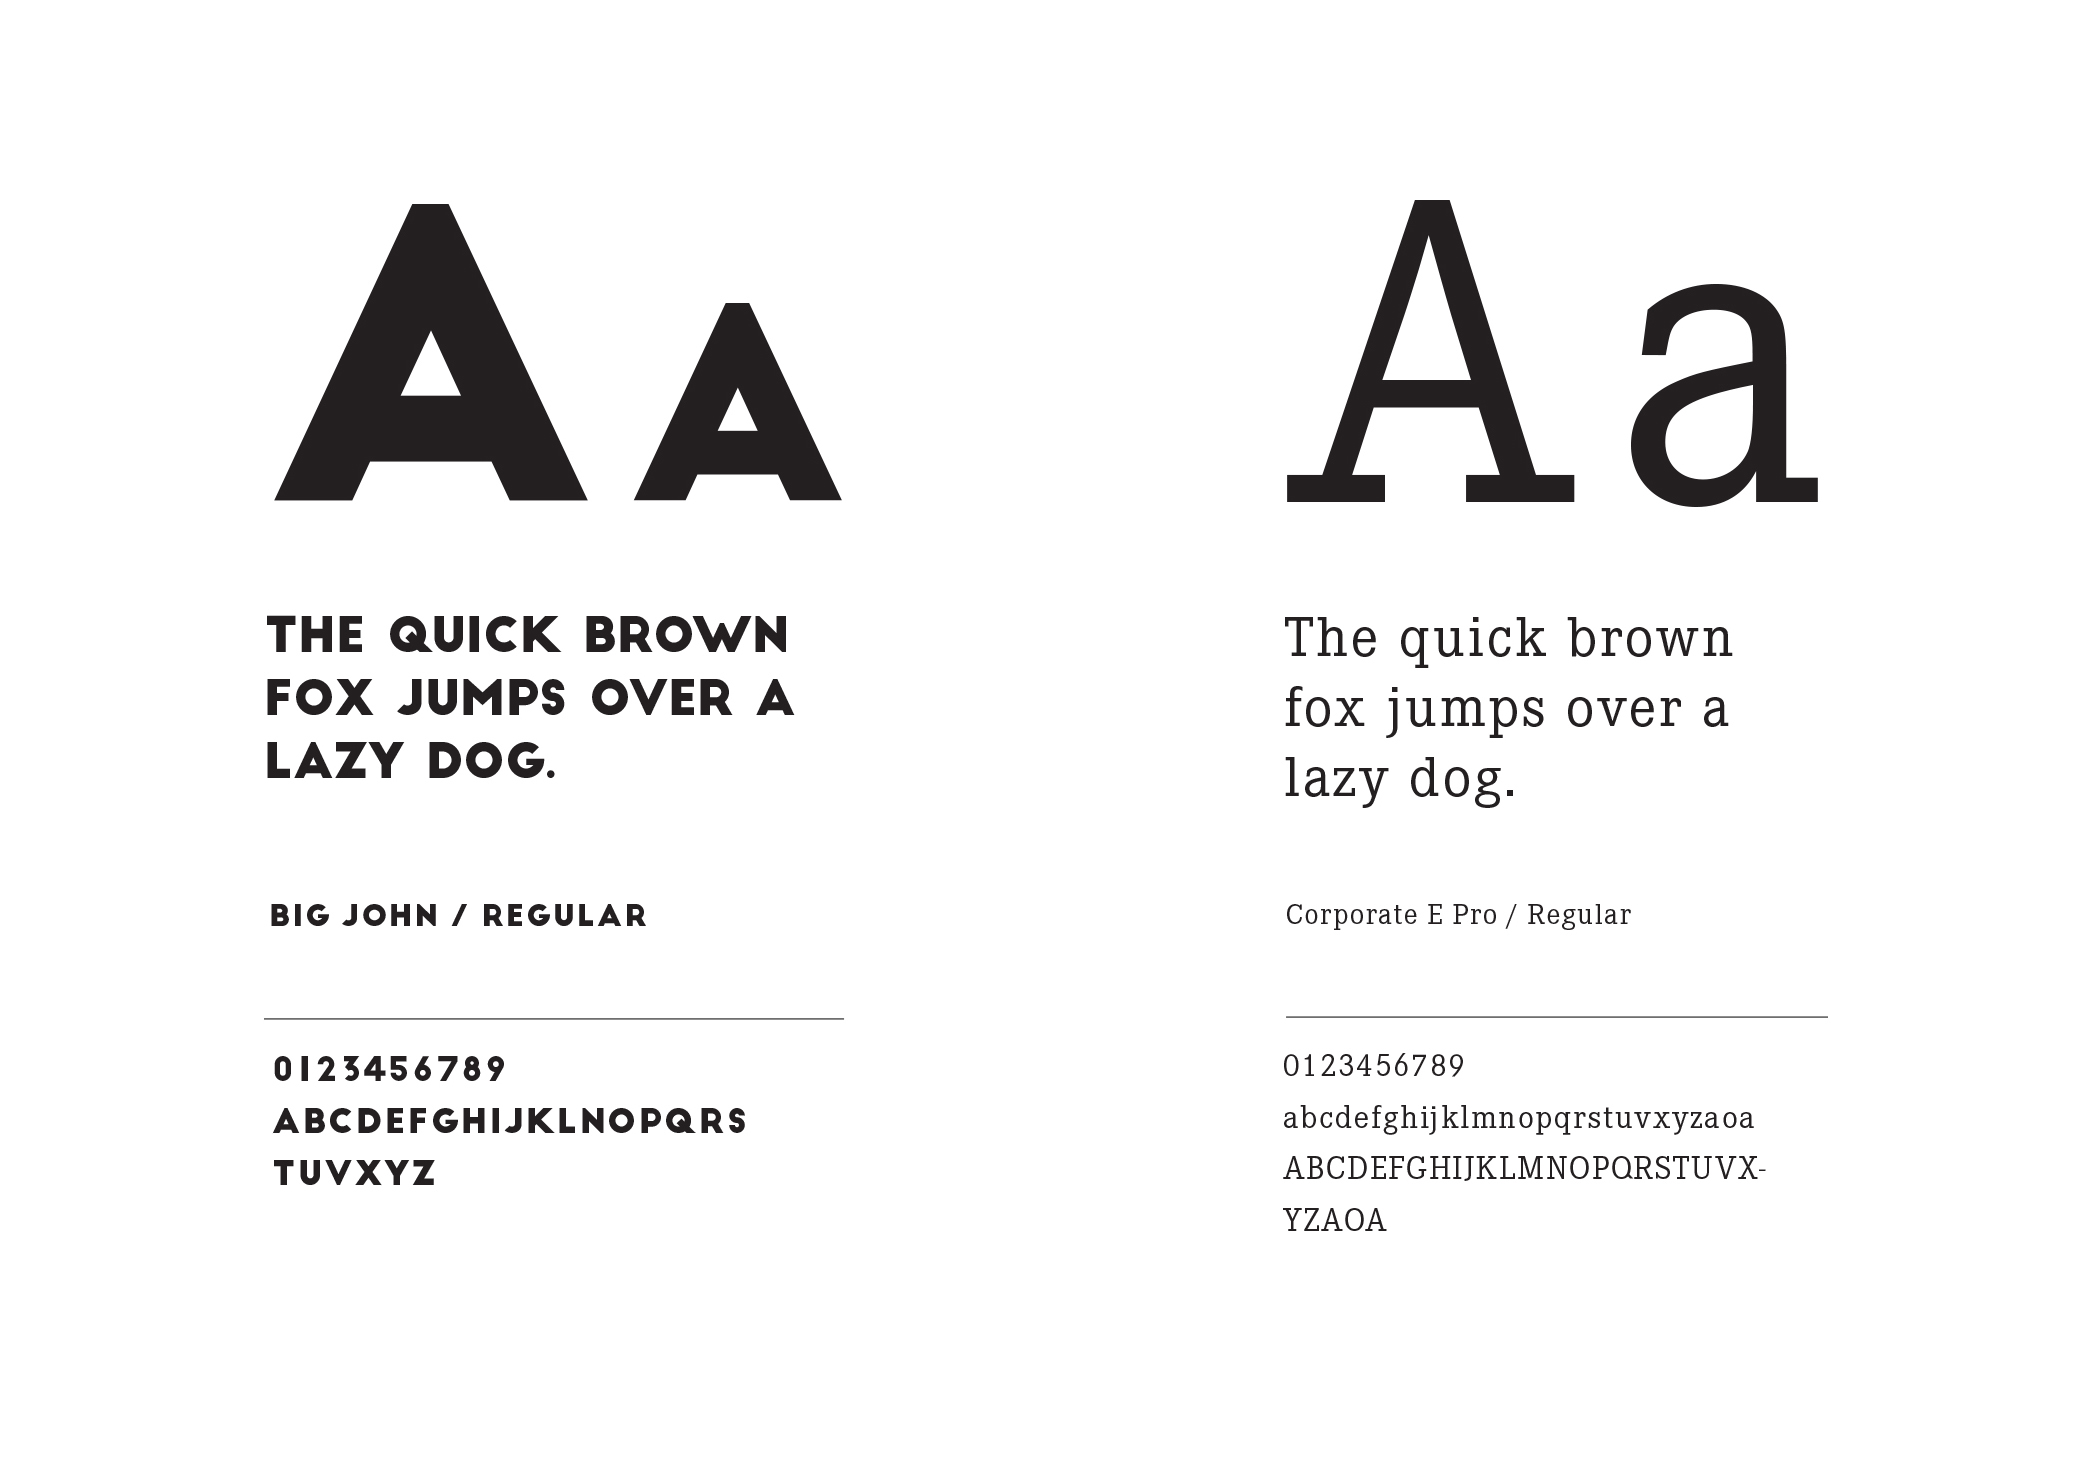 Aa
THE QUICK BROWN
FOX JUMPS OVER A
LAZY DOG.
BIG JOHN / REGULAR
0123456789
ABCDEFGHIJKLNOPQRS
TUVXYZ
Aa
The quick brown
fox jumps over a
lazy dog.
Corporate E Pro / Regular
0123456789
abcdefghijklmnopqrstuvxyzaoa
ABCDEFGHIJKLMNOPQRSTUVX-
YZAOA